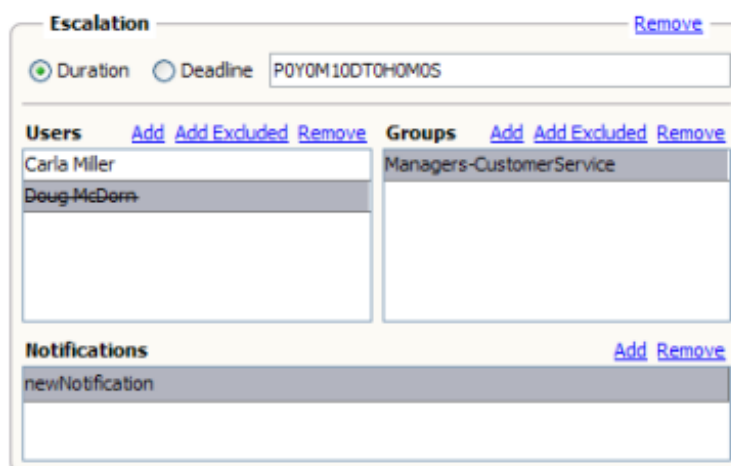 Escalation Remove
Duration Deadline P0Y0M10DT0H0M0S
Users Add Add Excluded Remove Groups Add Add Excluded Remove
Carla Miller Managers-CustomerService
Doug McDorn
Notifications Add Remove
newNotification